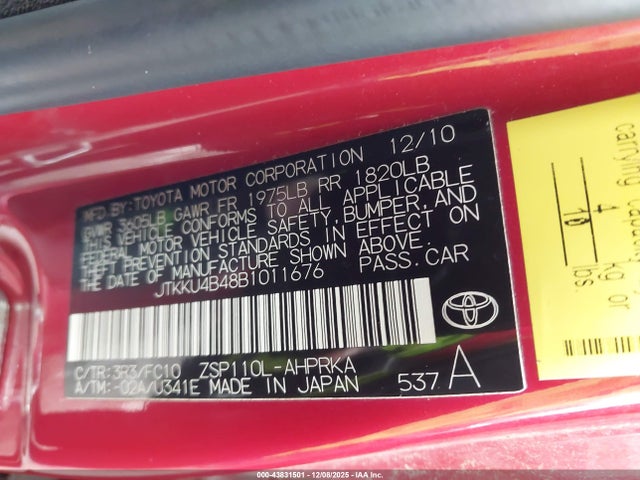 12/10
MFD.BY: TOYOTA MOTOR CORPORATION
GVWR 3605LB GAWR FR 1975LB RR 1820LB
THIS VEHICLE CONFORMS TO ALL APPLICABLE
FEDERAL MOTOR VEHICLE SAFETY, BUMPER, AND
THEFT PREVENTION STANDARDS IN EFFECT ON
THE DATE OF MANUFACTURE SHOWN ABOVE.
JTKKU4B48B1011676 PASS. CAR
C/TR: 3R3/FC10 ZSP110L-AHPRKA
A/TM: -02A/U341E MADE IN JAPAN
537 A
carrying
4
10
kg or
lbs.
000-43831501 - 12/08/2025 - IAA Inc.